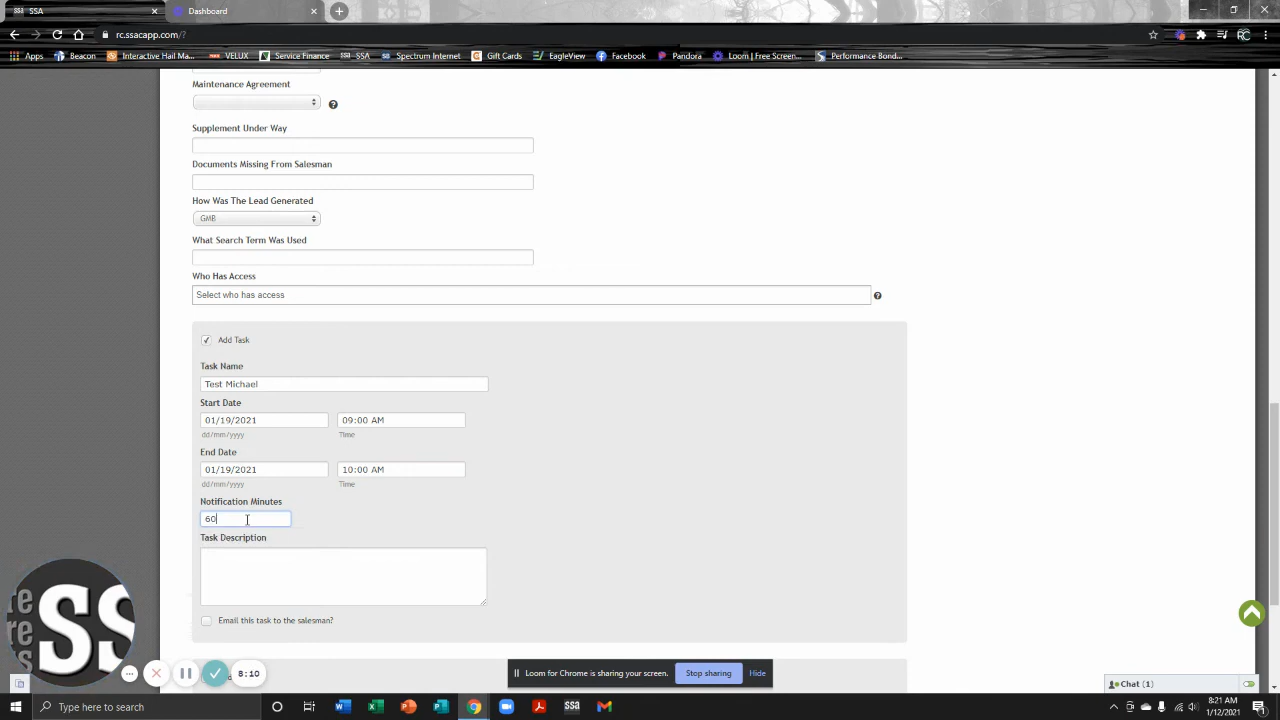 SSA
Dashboard
rc.ssacapp.com/?
Apps Beacon Interactive Hail Ma... VELUX Service Finance SSA Spectrum Internet Gift Cards EagleView Facebook Pandora Loom | Free Screen... Performance Bond...
Maintenance Agreement
Supplement Under Way
Documents Missing From Salesman
How Was The Lead Generated
GMB
What Search Term Was Used
Who Has Access
Select who has access
Add Task
Task Name
Test Michael
Start Date
01/19/2021 09:00 AM
dd/mm/yyyy Time
End Date
01/19/2021 10:00 AM
dd/mm/yyyy Time
Notification Minutes
60
Task Description
Email this task to the salesman?
SS
8:10
Loom for Chrome is sharing your screen. Stop sharing Hide
Chat (1)
Type here to search
8:21 AM
1/12/2021